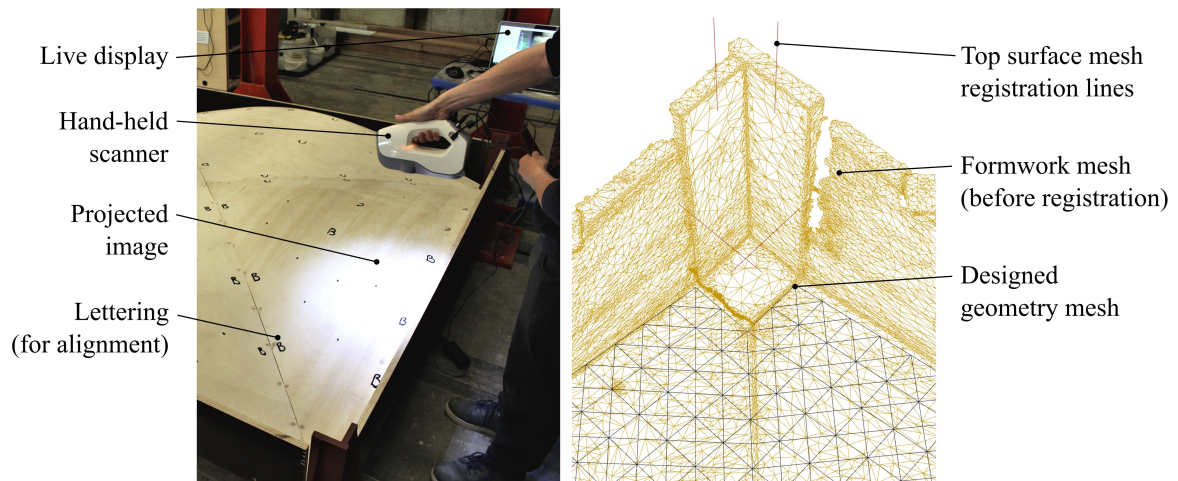 Live display
Hand-held
scanner
Projected
image
Lettering
(for alignment)
B
B
B
B
B
B
B
B
Top surface mesh
registration lines
Formwork mesh
(before registration)
Designed
geometry mesh